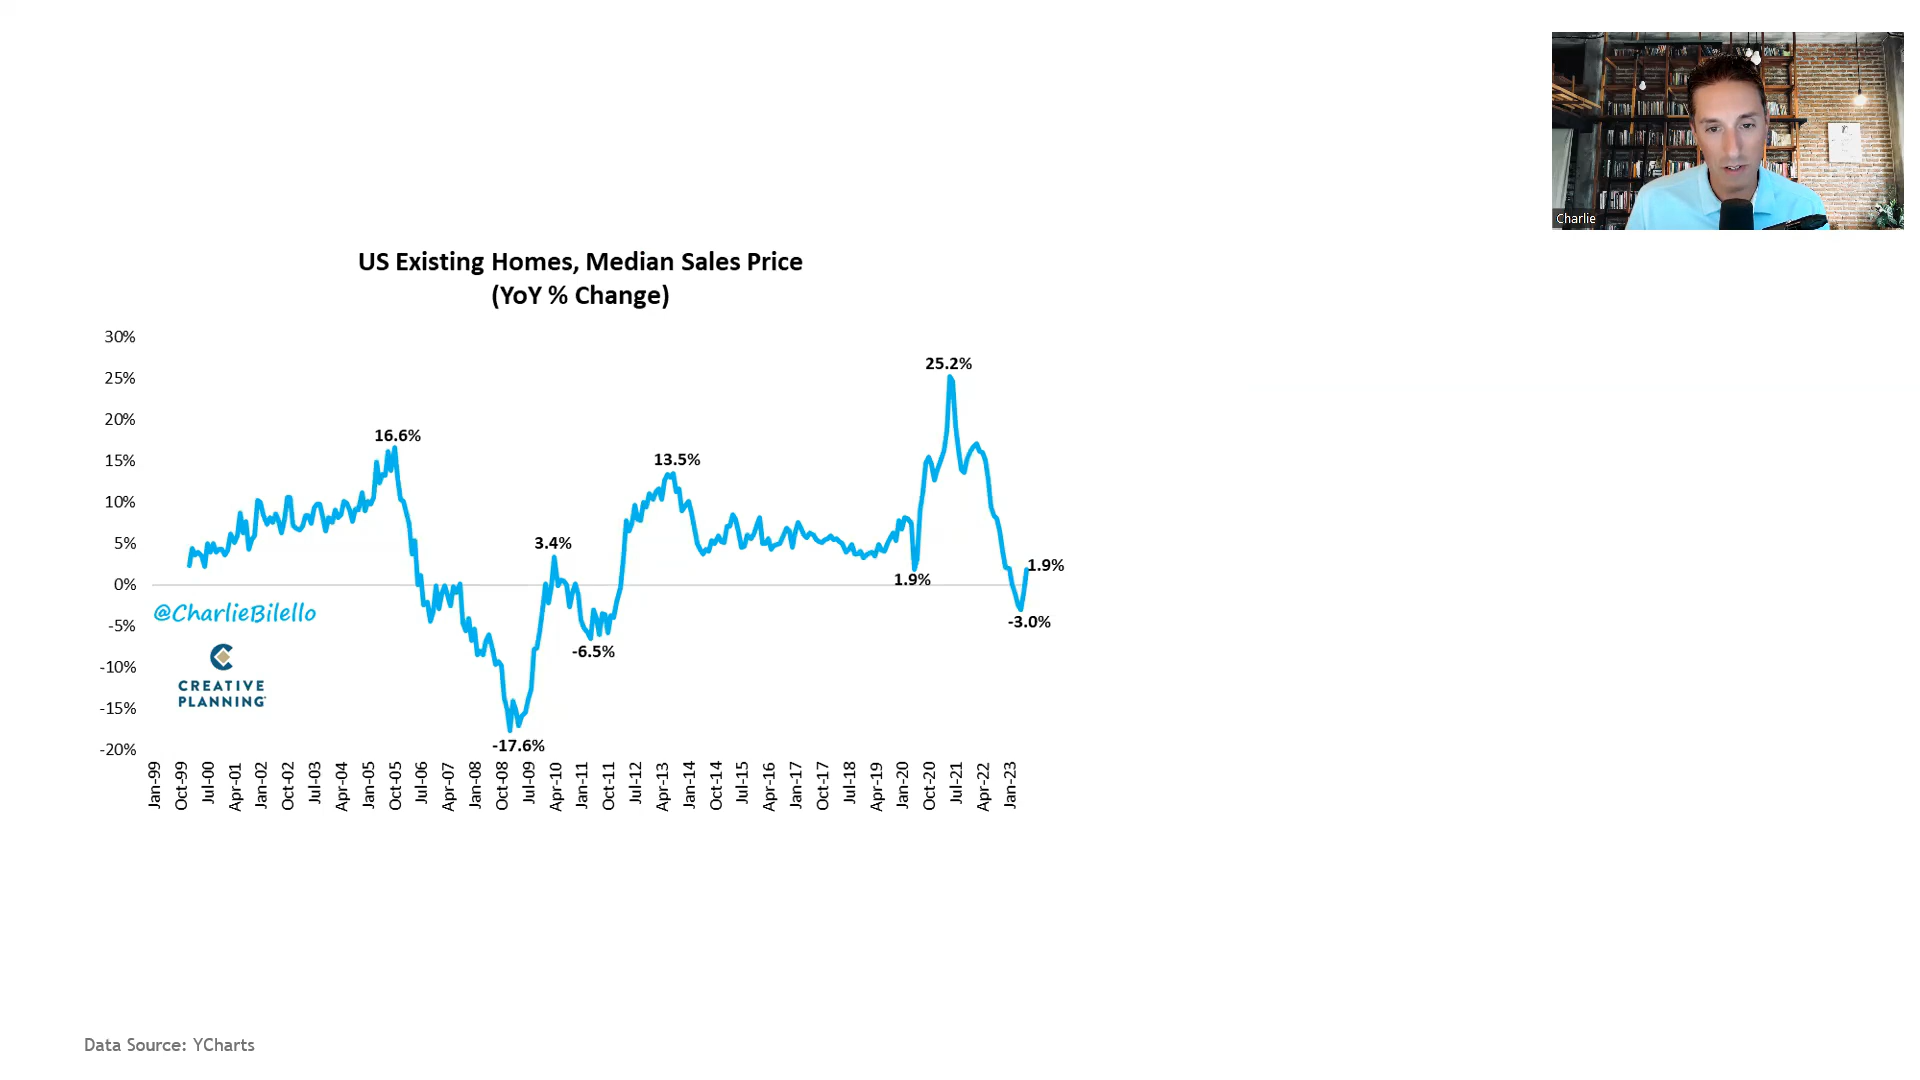 Charlie
US Existing Homes, Median Sales Price
(YoY % Change)
30%
25%
20%
15%
10%
5%
0%
-5%
-10%
-15%
-20%
16.6%
-17.6%
3.4%
-6.5%
13.5%
1.9%
25.2%
1.9%
-3.0%
@CharlieBilello
CREATIVE
PLANNING
Jan-99
Oct-99
Jul-00
Apr-01
Jan-02
Oct-02
Jul-03
Apr-04
Jan-05
Oct-05
Jul-06
Apr-07
Jan-08
Oct-08
Jul-09
Apr-10
Jan-11
Oct-11
Jul-12
Apr-13
Jan-14
Oct-14
Jul-15
Apr-16
Jan-17
Oct-17
Jul-18
Apr-19
Jan-20
Oct-20
Jul-21
Apr-22
Jan-23
Data Source: YCharts